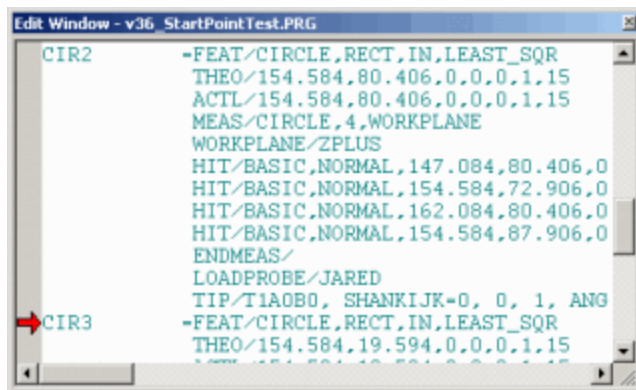 Edit Window - v36_StartPointTest.PRG
CIR2 =FEAT/CIRCLE,RECT,IN,LEAST_SQR
THEO/154.584,80.406,0,0,0,1,15
ACTL/154.584,80.406,0,0,0,1,15
MEAS/CIRCLE,4,WORKPLANE
WORKPLANE/ZPLUS
HIT/BASIC,NORMAL,147.084,80.406,0
HIT/BASIC,NORMAL,154.584,72.906,0
HIT/BASIC,NORMAL,162.084,80.406,0
HIT/BASIC,NORMAL,154.584,87.906,0
ENDMEAS/
LOADPROBE/JARED
TIP/T1A0B0, SHANKIJK=0, 0, 1, ANG
CIR3 =FEAT/CIRCLE,RECT,IN,LEAST_SQR
THEO/154.584,19.594,0,0,0,1,15